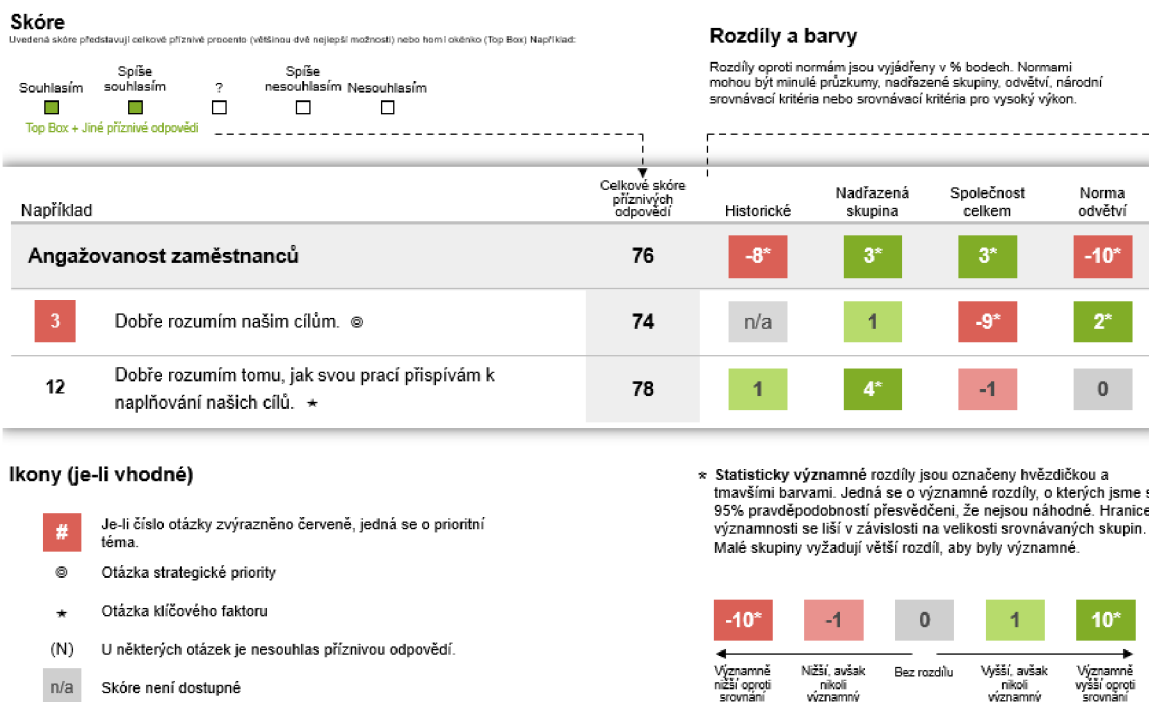 Skóre
Uvedená skóre představují celkové příznivé procento (většinou dvě nejlepší možnosti) nebo horní okénko (Top Box) Například:
Souhlasím
Spíše
souhlasím
?
Spíše
nesouhlasím
Nesouhlasím
Top Box + Jiné příznivé odpovědi
Rozdíly a barvy
Rozdíly oproti normám jsou vyjádřeny v % bodech. Normami
mohou být minulé průzkumy, nadřazené skupiny, odvětví, národní
srovnávací kritéria nebo srovnávací kritéria pro vysoký výkon.
Například
Celkové skóre
příznivých
odpovědí
Historické
Nadřazená
skupina
Společnost
celkem
Norma
odvětví
Angažovanost zaměstnanců 76 -8* 3* 3* -10*
3 Dobře rozumím našim cílům. ◎ 74 n/a 1 -9* 2*
12 Dobře rozumím tomu, jak svou prací přispívám k
naplňování našich cílů. ★ 78 1 4* -1 0
Ikony (je-li vhodné)
# Je-li číslo otázky zvýrazněno červeně, jedná se o prioritní
téma.
◎ Otázka strategické priority
★ Otázka klíčového faktoru
(N) U některých otázek je nesouhlas příznivou odpovědí.
n/a Skóre není dostupné
* Statisticky významné rozdíly jsou označeny hvězdičkou a
tmavšími barvami. Jedná se o významné rozdíly, o kterých jsme s
95% pravděpodobností přesvědčeni, že nejsou náhodné. Hranice
významnosti se liší v závislosti na velikosti srovnávaných skupin.
Malé skupiny vyžadují větší rozdíl, aby byly významné.
-10* -1 0 1 10*
Významně
nižší oproti
srovnání
Nižší, avšak
nikoli
významný
Bez rozdílu
Vyšší, avšak
nikoli
významný
Významně
vyšší oproti
srovnání